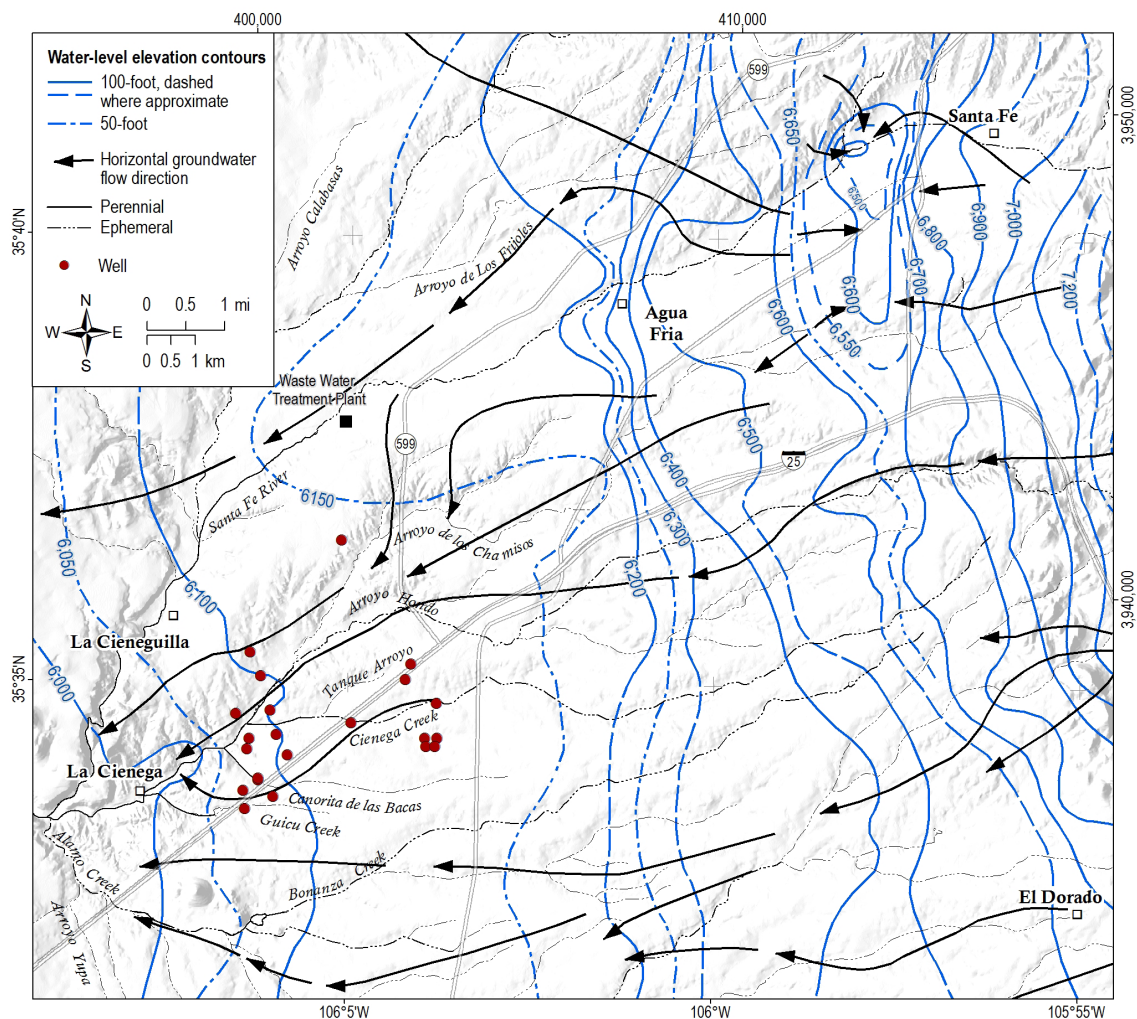 400,000
410,000
Water-level elevation contours
100-foot, dashed
where approximate
50-foot
Horizontal groundwater
flow direction
Perennial
Ephemeral
Well
N
W
E
S
0 0.5 1 mi
0 0.5 1 km
599
Santa Fe
3,950,000
6,650
6,500
Arroyo Calabasas
35°40'N
Arroyo de Los Frijoles
6,900
7,000
6,800
6,700
7,200
Agua
Fria
6,600
6,600
6,550
Waste Water
Treatment Plant
599
6,500
25
6,400
6150
Santa Fe River
6,300
Arroyo de los Chamisos
6,050
6,200
6,100
Arroyo Hondo
3,940,000
La Cieneguilla
Tanque Arroyo
35°35'N
6,000
Cienega Creek
La Cienega
Canorita de las Bacas
Guicu Creek
Alamo Creek
Bonanza Creek
El Dorado
Arroyo Yupa
106°5'W
106°W
105°55'W